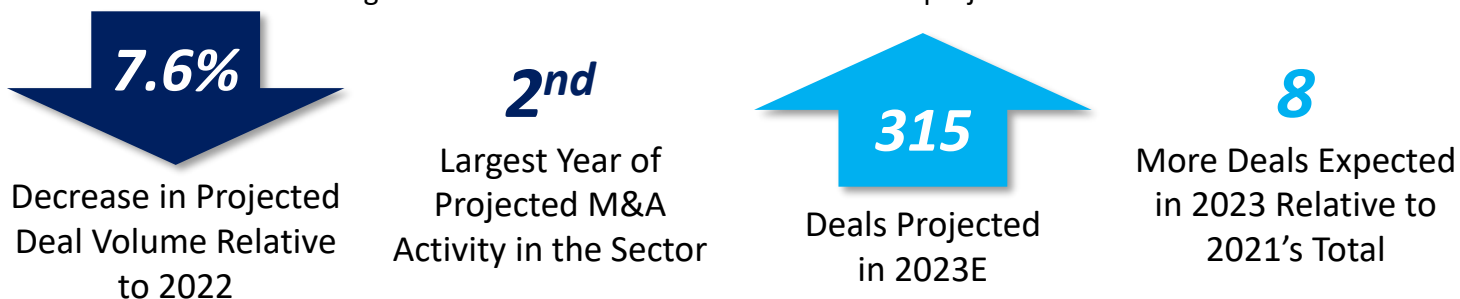 7.6%
Decrease in Projected
Deal Volume Relative
to 2022
2nd
Largest Year of
Projected M&A
Activity in the Sector
315
Deals Projected
in 2023E
8
More Deals Expected
in 2023 Relative to
2021's Total